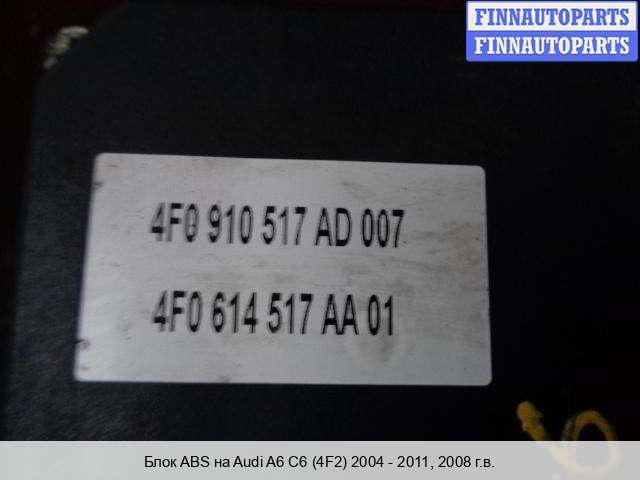 FINNAUTOPARTS
FINNAUTOPARTS
4F0 910 517 AD 007
4F0 614 517 AA 01
Блок ABS на Audi A6 C6 (4F2) 2004 - 2011, 2008 г.в.